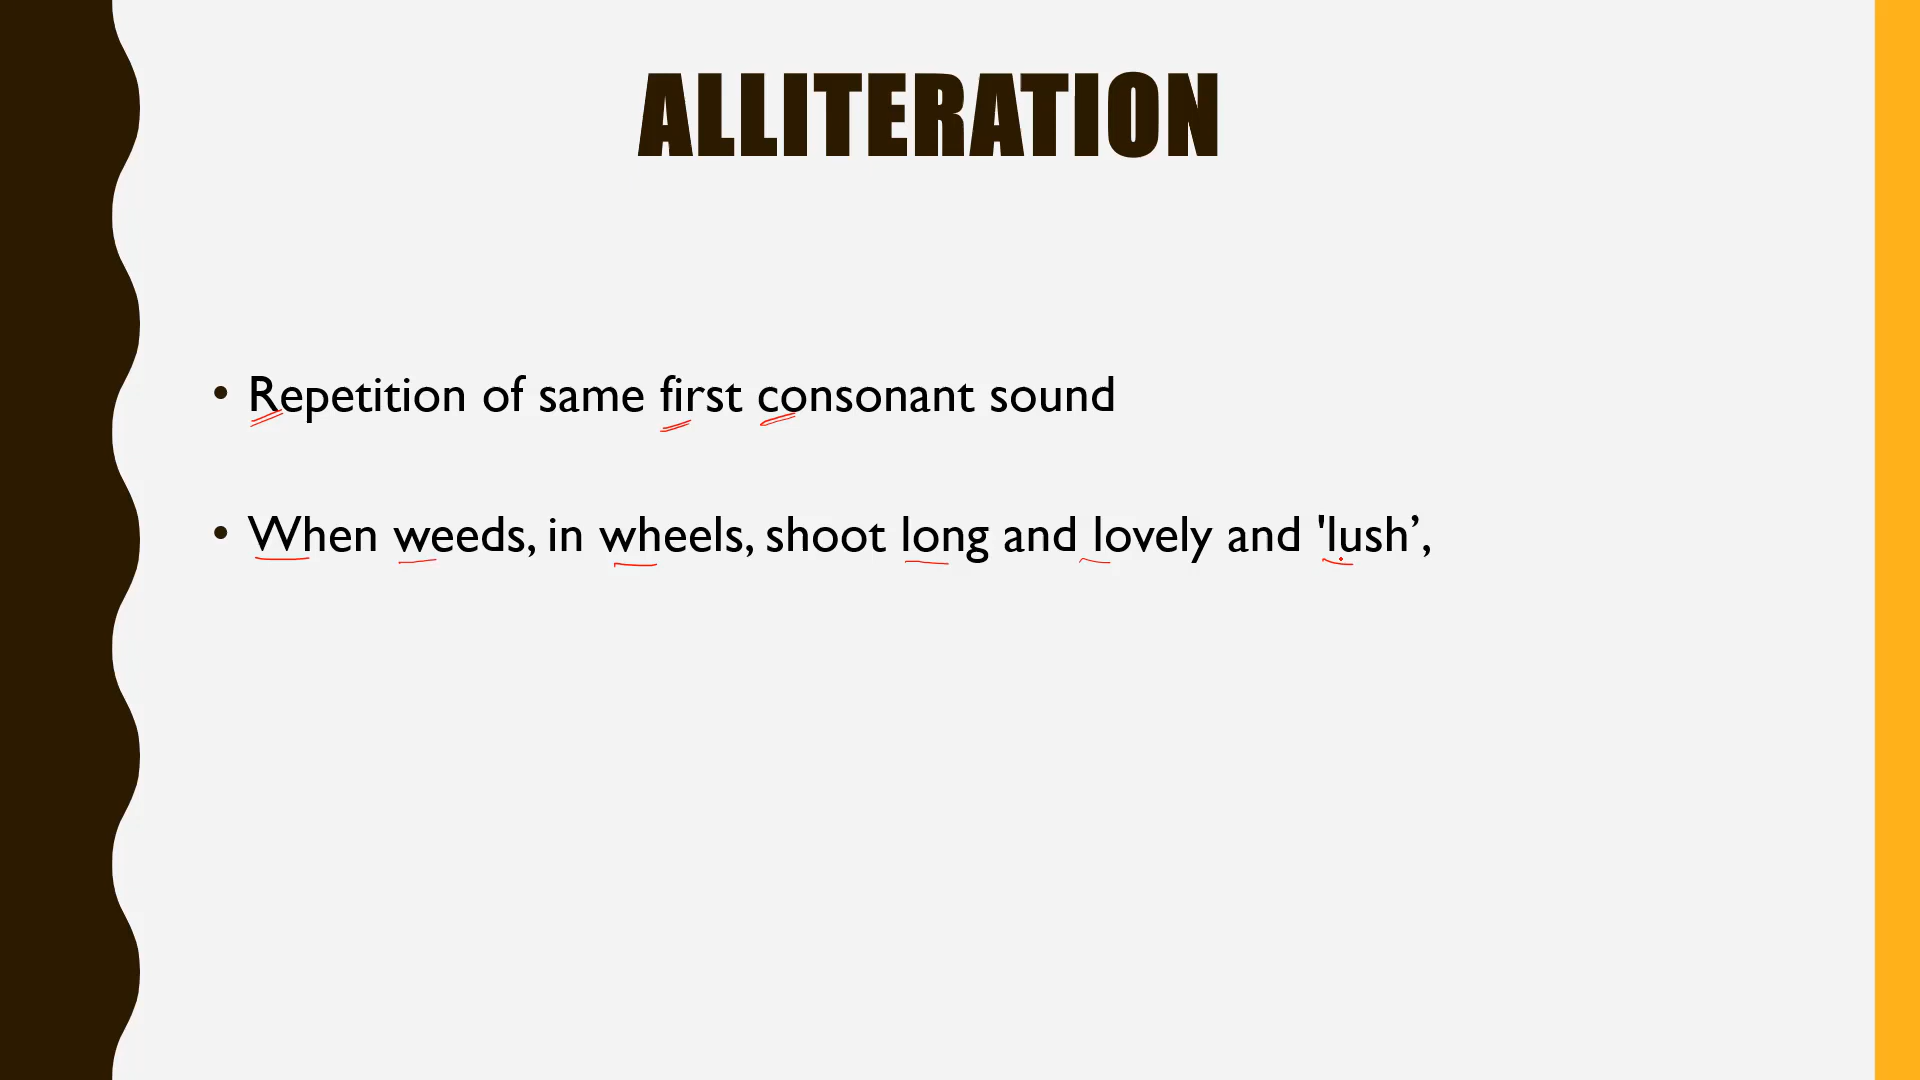 ALLITERATION
• Repetition of same first consonant sound
• When weeds, in wheels, shoot long and lovely and 'lush’,